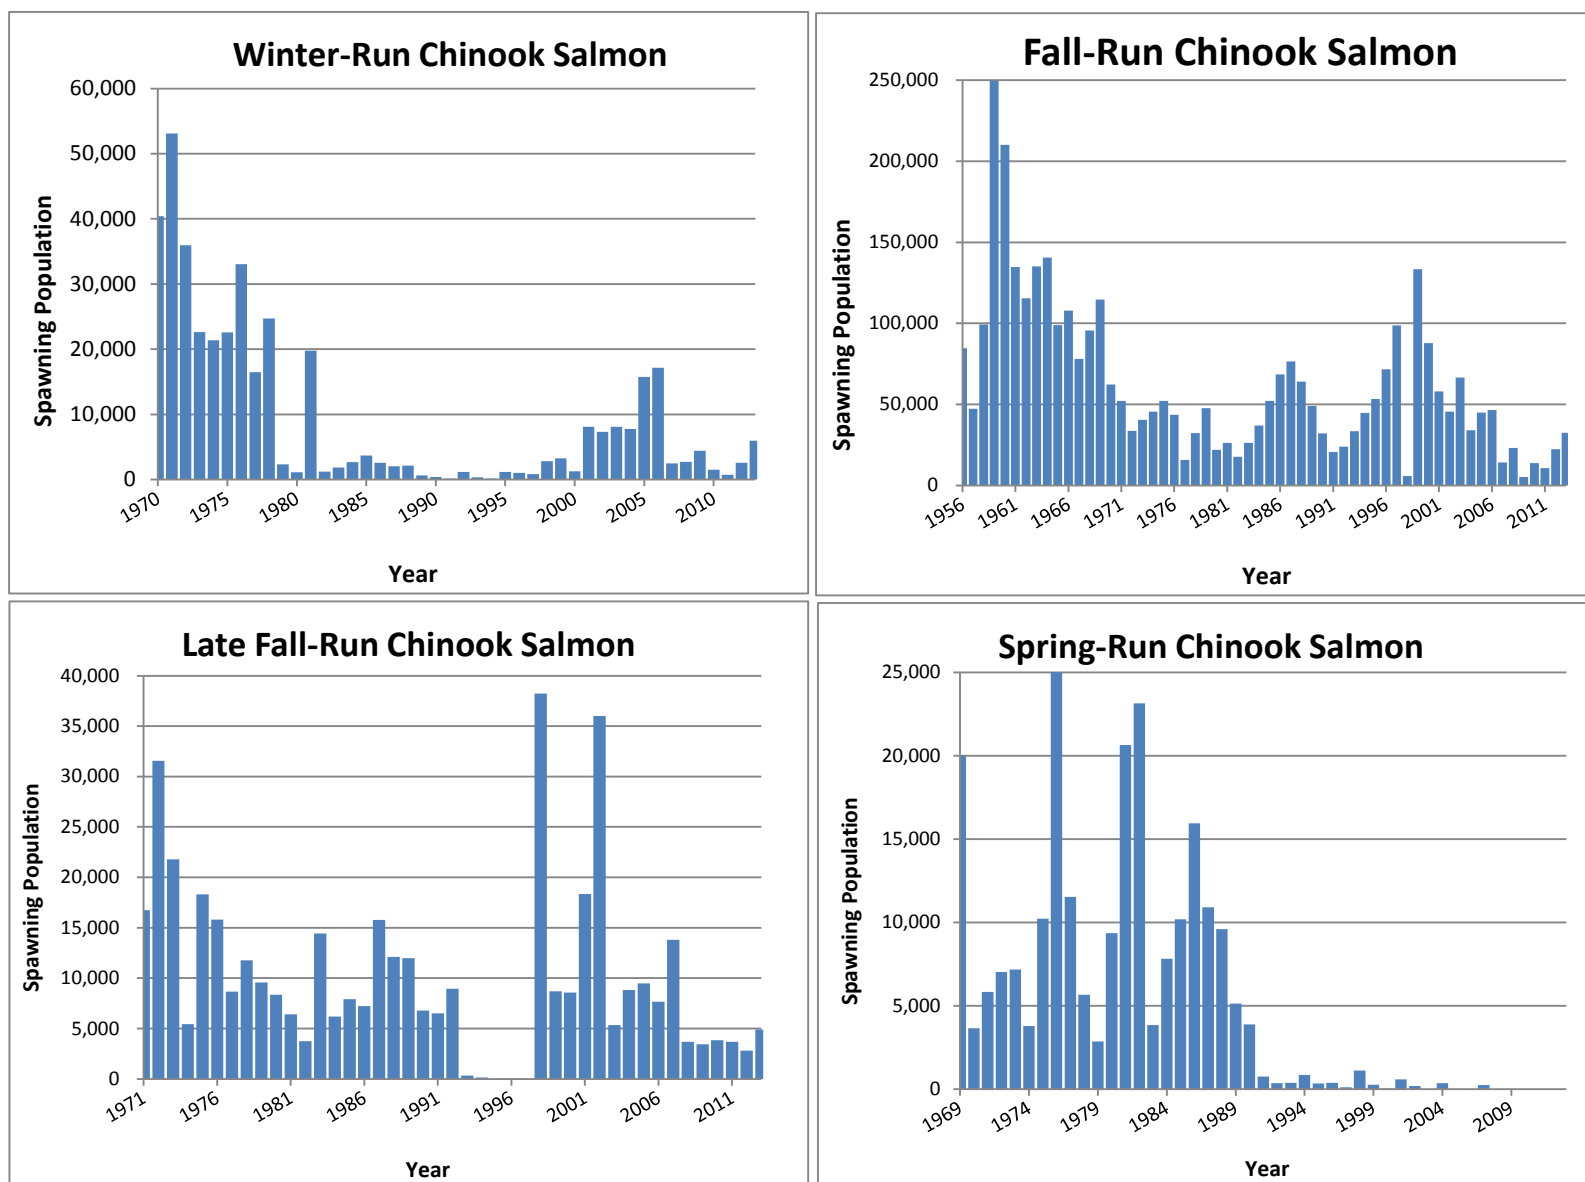 Winter-Run Chinook Salmon
60,000
50,000
40,000
30,000
20,000
10,000
0
Spawning Population
1970 1975 1980 1985 1990 1995 2000 2005 2010
Year
Fall-Run Chinook Salmon
250,000
200,000
150,000
100,000
50,000
0
Spawning Population
1956 1961 1966 1971 1976 1981 1986 1991 1996 2001 2006 2011
Year
Late Fall-Run Chinook Salmon
40,000
35,000
30,000
25,000
20,000
15,000
10,000
5,000
0
Spawning Population
1971 1976 1981 1986 1991 1996 2001 2006 2011
Year
Spring-Run Chinook Salmon
25,000
20,000
15,000
10,000
5,000
0
Spawning Population
1969 1974 1979 1984 1989 1994 1999 2004 2009
Year